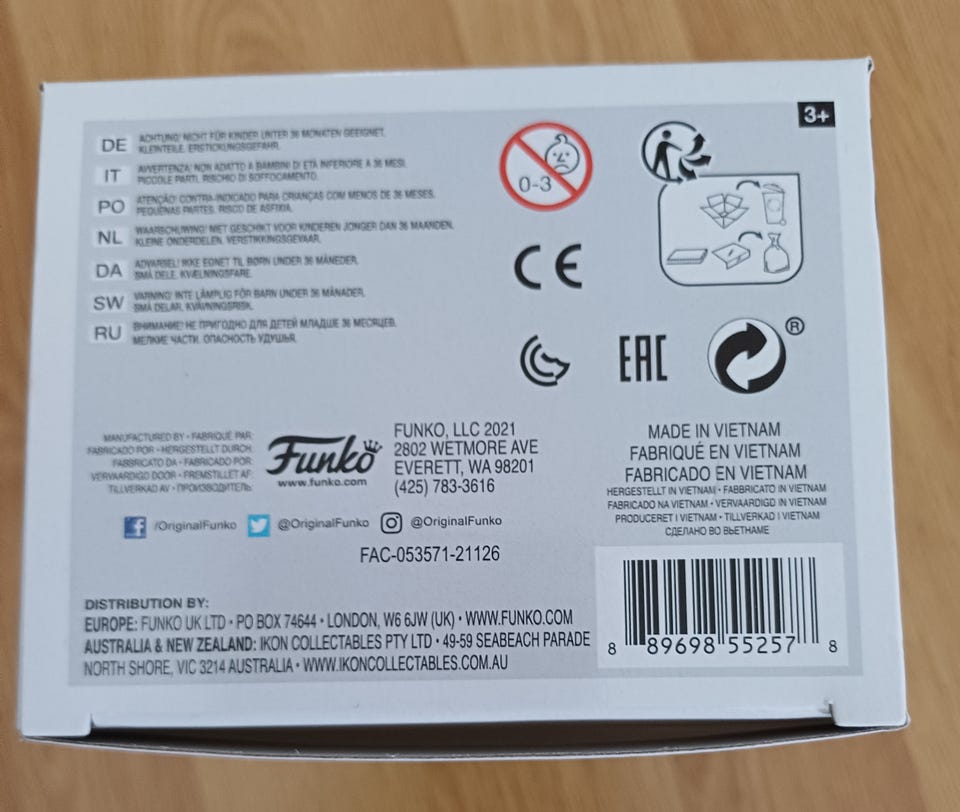 3+
DE
ACHTUNG! NICHT FÜR KINDER UNTER 36 MONATEN GEEIGNET.
KLEINTEILE. ERSTICKUNGSGEFAHR.
IT
AVVERTENZA: NON ADATTO A BAMBINI DI ETÀ INFERIORE A 36 MESI.
PICCOLE PARTI. RISCHIO DI SOFFOCAMENTO.
PO
ATENÇÃO: CONTRA-INDICADO PARA CRIANÇAS COM MENOS DE 36 MESES.
PEQUENAS PARTES. RISCO DE ASFIXIA.
NL
WAARSCHUWING! NIET GESCHIKT VOOR KINDEREN JONGER DAN 36 MAANDEN.
KLEINE ONDERDELEN. VERSTIKKINGSGEVAAR.
DA
ADVARSEL! IKKE EGNET TIL BØRN UNDER 36 MÅNEDER.
SMÅ DELE. KVÆLNINGSFARE.
SW
VARNING! INTE LÄMPLIG FÖR BARN UNDER 36 MÅNADER.
SMÅ DELAR. KVÄVNINGSRISK.
RU
ВНИМАНИЕ! НЕ ПРИГОДНО ДЛЯ ДЕТЕЙ МЛАДШЕ 36 МЕСЯЦЕВ.
МЕЛКИЕ ЧАСТИ. ОПАСНОСТЬ УДУШЬЯ.
0-3
CE
EAC
®
MANUFACTURED BY • FABRIQUÉ PAR
FABRICADO POR • HERGESTELLT DURCH
FABBRICATO DA • FABRICADO POR
VERVAARDIGD DOOR • FREMSTILLET AF
TILLVERKAD AV • ПРОИЗВОДИТЕЛЬ:
Funko
www.funko.com
FUNKO, LLC 2021
2802 WETMORE AVE
EVERETT, WA 98201
(425) 783-3616
/OriginalFunko
@OriginalFunko
@OriginalFunko
FAC-053571-21126
MADE IN VIETNAM
FABRIQUÉ EN VIETNAM
FABRICADO EN VIETNAM
HERGESTELLT IN VIETNAM • FABBRICATO IN VIETNAM
FABRICADO NA VIETNAM • VERVAARDIGD IN VIETNAM
PRODUCERET I VIETNAM • TILLVERKAD I VIETNAM
СДЕЛАНО ВО ВЬЕТНАМЕ
DISTRIBUTION BY:
EUROPE: FUNKO UK LTD • PO BOX 74644 • LONDON, W6 6JW (UK) • WWW.FUNKO.COM
AUSTRALIA & NEW ZEALAND: IKON COLLECTABLES PTY LTD • 49-59 SEABEACH PARADE
NORTH SHORE, VIC 3214 AUSTRALIA • WWW.IKONCOLLECTABLES.COM.AU
8 89698 55257 8